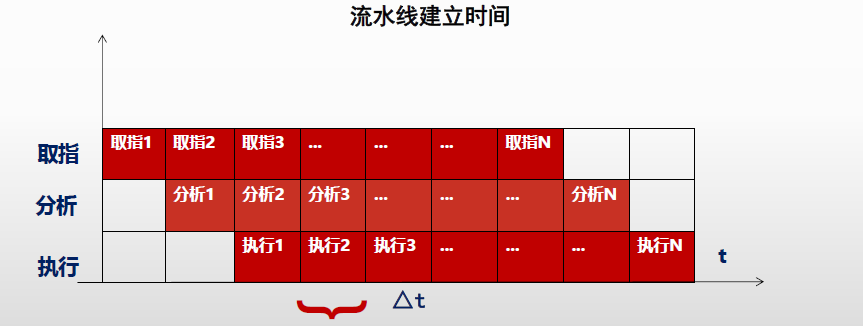 流水线建立时间
取指 取指1 取指2 取指3 ... ... ... 取指N
分析 分析1 分析2 分析3 ... ... ... 分析N
执行 执行1 执行2 执行3 ... ... ... 执行N t
△t